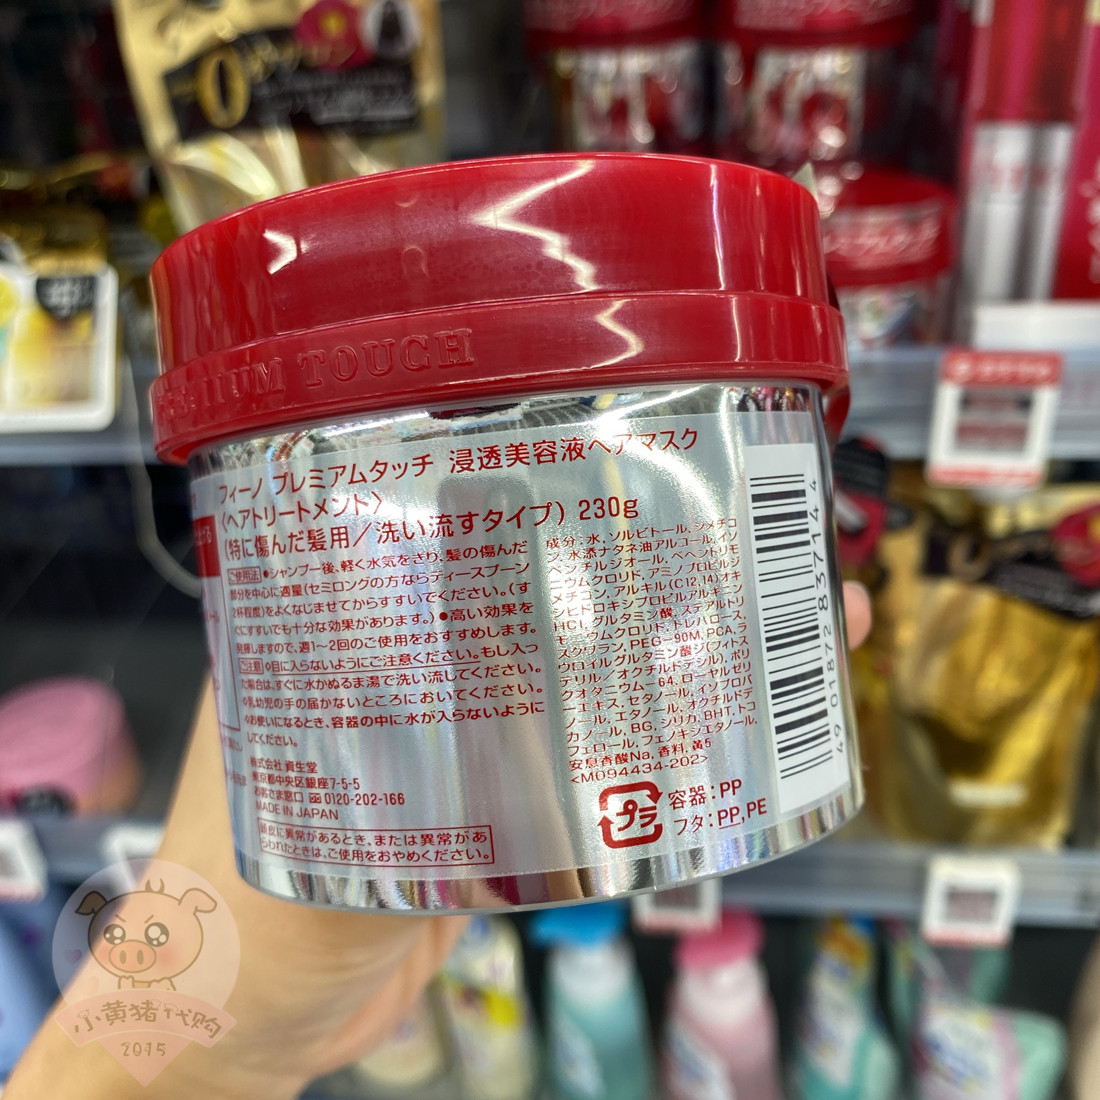 PREMIUM TOUCH
フィーノ プレミアムタッチ 浸透美容液ヘアマスク
〈ヘアトリートメント〉
(特に傷んだ髪用/洗い流すタイプ) 230g
ご使用法 ●シャンプー後、軽く水気をきり、髪の傷んだ
部分を中心に適量(セミロングの方ならティースプーン
2杯程度)をよくなじませてからすすいでください。(す
ぐにすすいでも十分な効果があります。) ●高い効果を
発揮しますので、週1~2回のご使用をおすすめします。
ご注意 ◇目に入らないようにご注意ください。もし入っ
た場合は、すぐに水かぬるま湯で洗い流してください。
◇乳幼児の手の届かないところにおいてください。
◇お使いになるとき、容器の中に水が入らないように
してください。
株式会社 資生堂
東京都中央区銀座7-5-5
お客さま窓口 0120-202-166
MADE IN JAPAN
頭皮に異常があるとき、または異常があ
らわれたときは、ご使用をおやめください。
成分:水、ソルビトール、ジメチコ
ン、水添ナタネ油アルコール、イソ
ペンチルジオール、ベヘントリモ
ニウムクロリド、アミノプロピルジ
メチコン、アルキル(C12,14)オキ
シヒドロキシプロピルアルギニン
HCl、グルタミン酸、ステアルトリ
モニウムクロリド、トレハロース、
スクワラン、PEG-90M、PCA、ラ
ウロイルグルタミン酸ジ(フィトス
テリル/オクチルドデシル)、ポリ
クオタニウム-64、ローヤルゼリ
ーエキス、セタノール、イソプロパ
ノール、エタノール、オクチルドデ
カノール、BG、シリカ、BHT、トコ
フェロール、フェノキシエタノール、
安息香酸Na、香料、黄5
<M094434-202>
プラ
容器:PP
フタ:PP,PE
4901872837144
小黄猪代购
2015